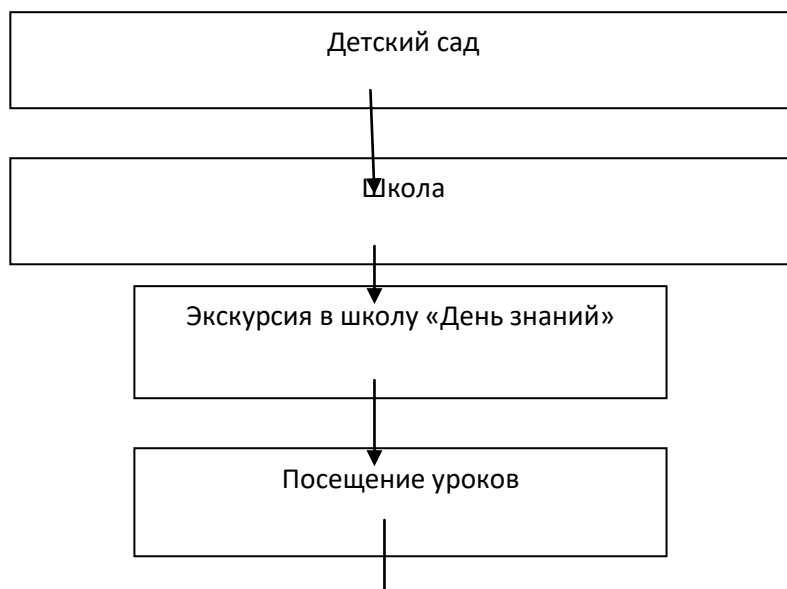 Детский сад
Школа
Экскурсия в школу «День знаний»
Посещение уроков